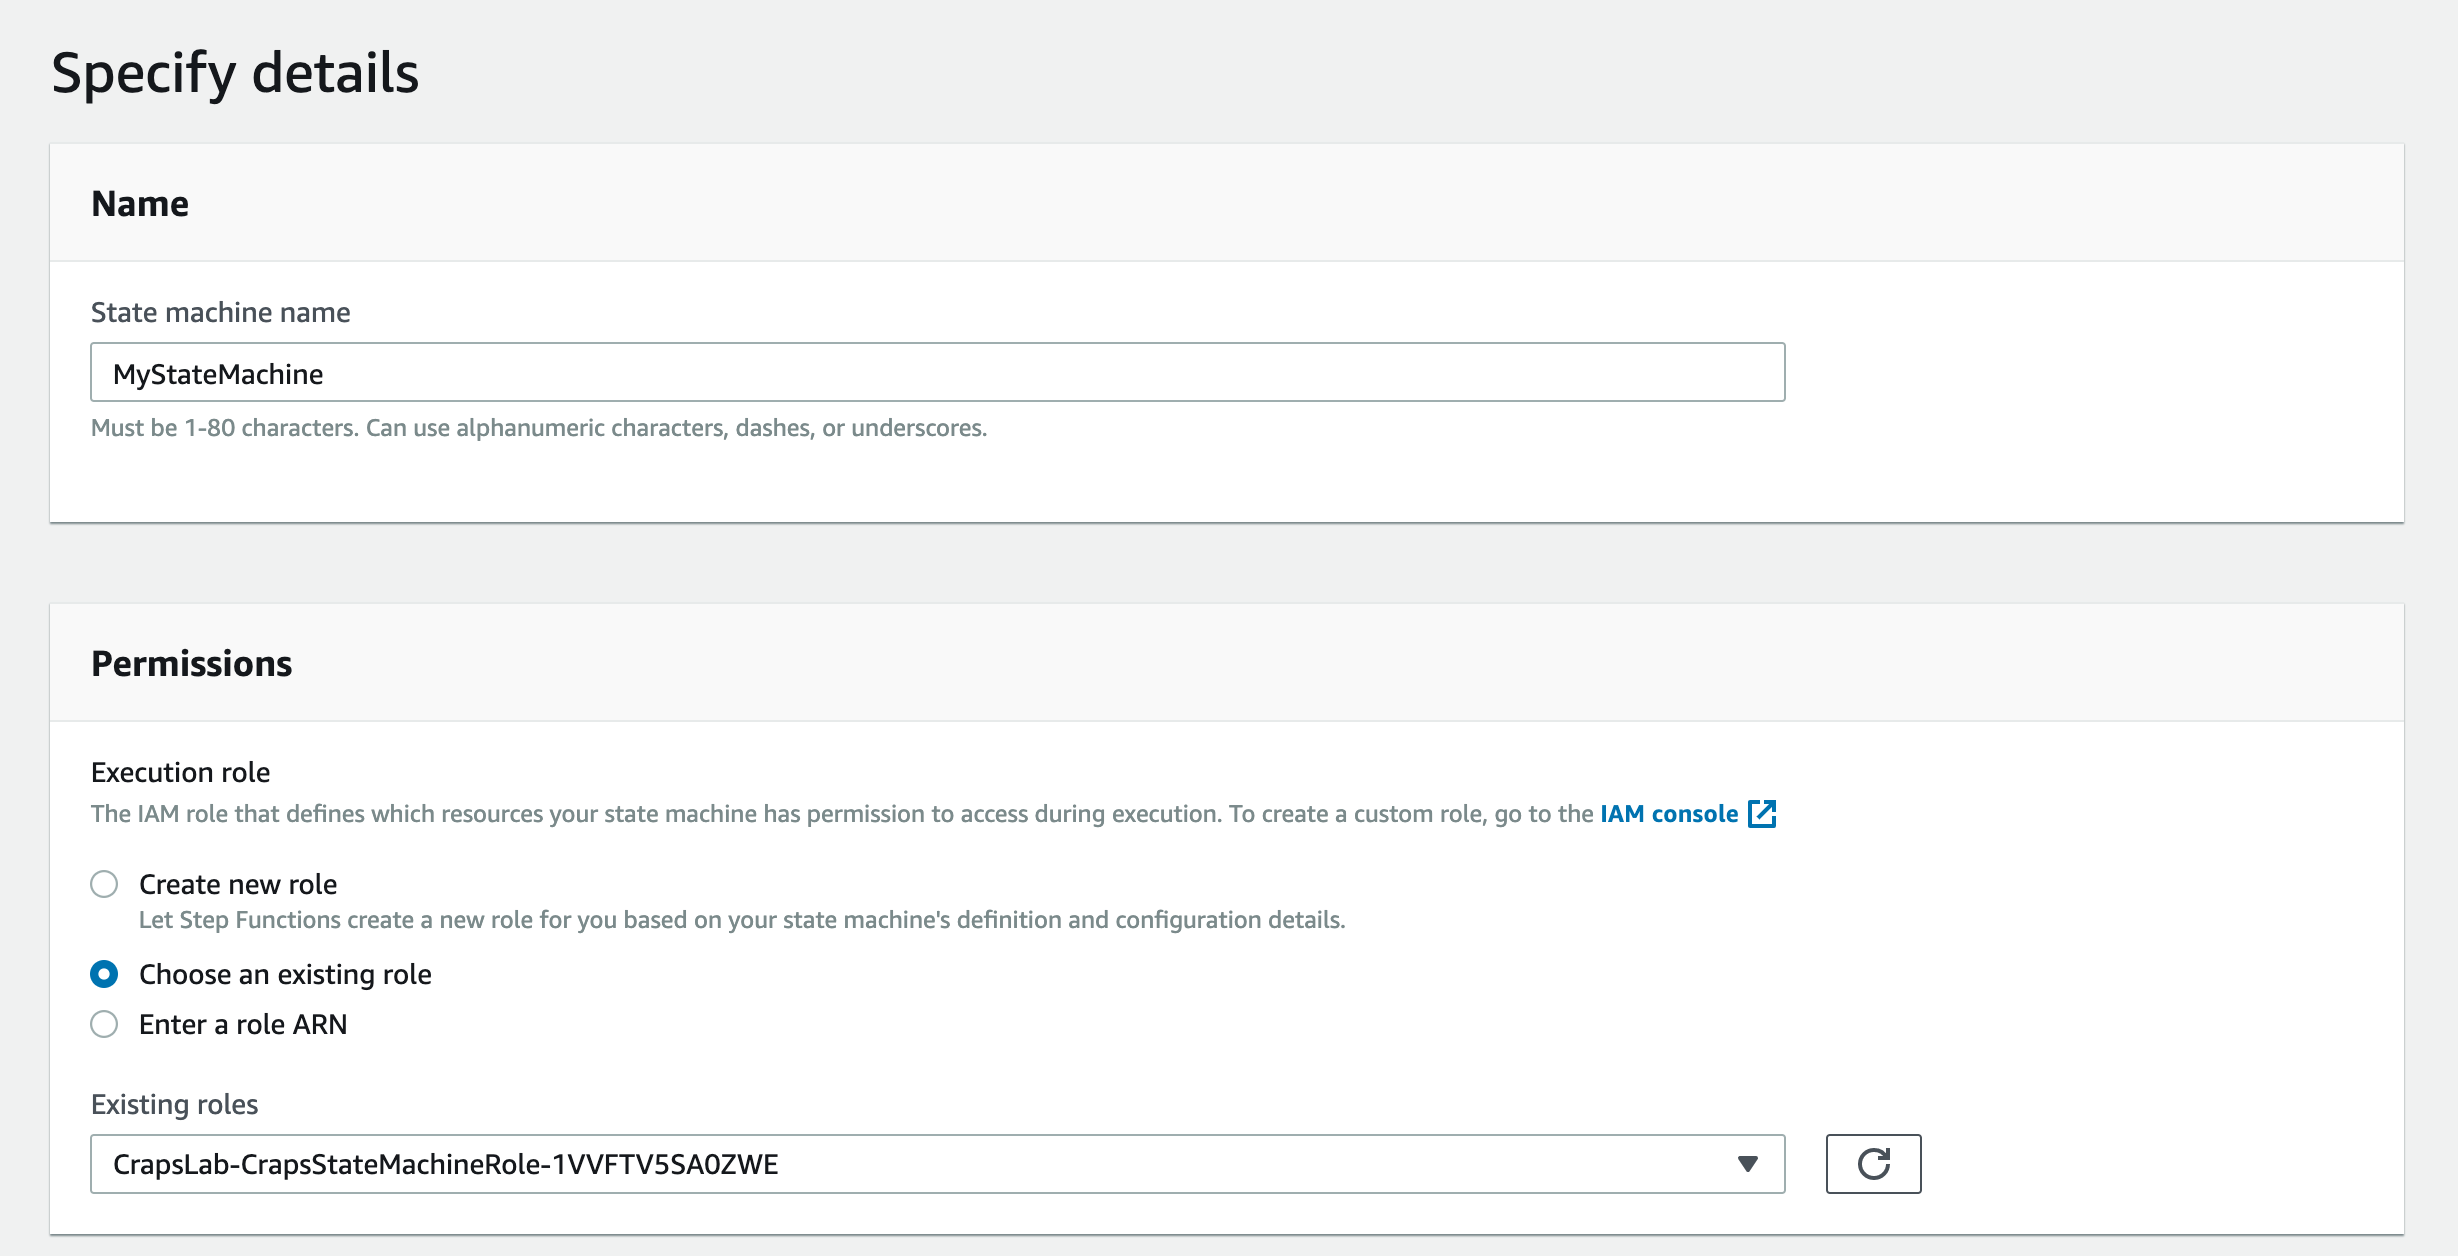 Specify details
Name
State machine name
MyStateMachine
Must be 1-80 characters. Can use alphanumeric characters, dashes, or underscores.
Permissions
Execution role
The IAM role that defines which resources your state machine has permission to access during execution. To create a custom role, go to the IAM console
Create new role
Let Step Functions create a new role for you based on your state machine's definition and configuration details.
Choose an existing role
Enter a role ARN
Existing roles
CrapsLab-CrapsStateMachineRole-1VVFTV5SA0ZWE